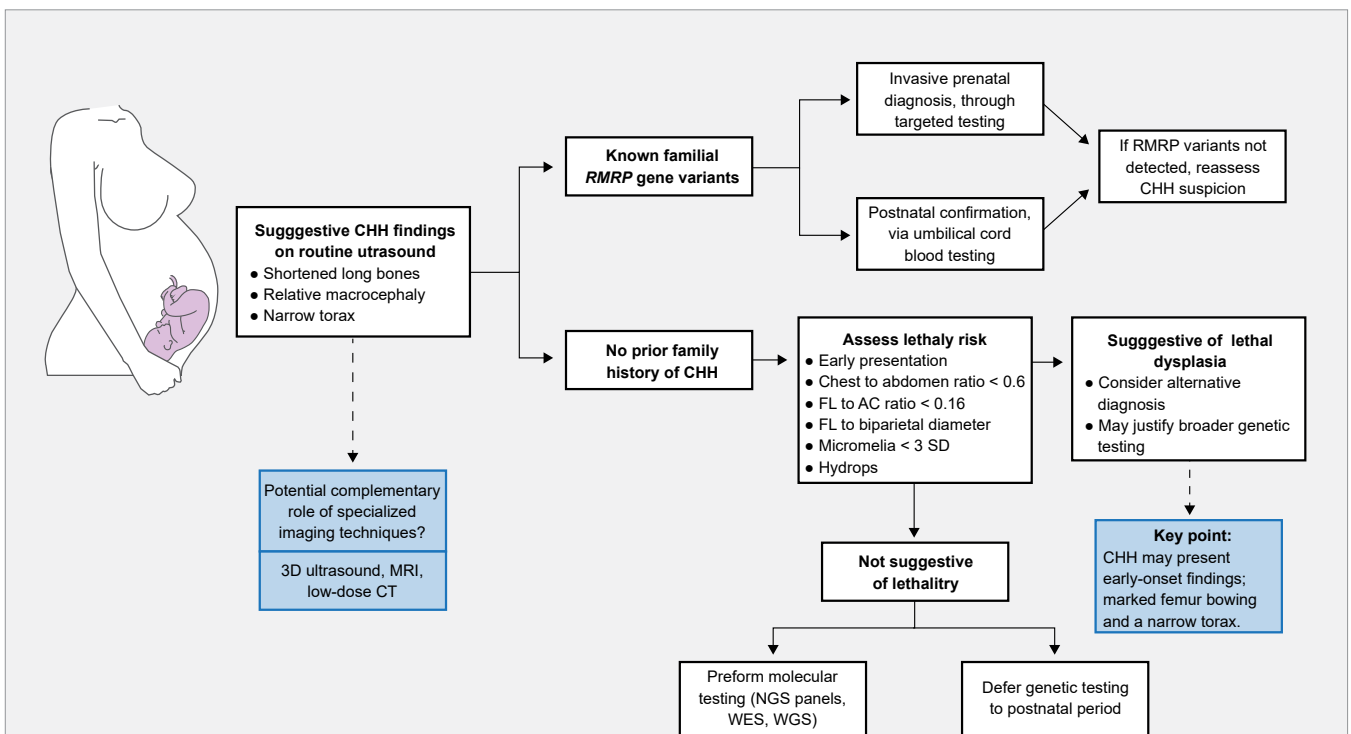 Sugggestive CHH findings
on routine utrasound
● Shortened long bones
● Relative macrocephaly
● Narrow torax
Potential complementary
role of specialized
imaging techniques?
3D ultrasound, MRI,
low-dose CT
Known familial
RMRP gene variants
Invasive prenatal
diagnosis, through
targeted testing
Postnatal confirmation,
via umbilical cord
blood testing
If RMRP variants not
detected, reassess
CHH suspicion
No prior family
history of CHH
Assess lethaly risk
● Early presentation
● Chest to abdomen ratio < 0.6
● FL to AC ratio < 0.16
● FL to biparietal diameter
● Micromelia < 3 SD
● Hydrops
Sugggestive of lethal
dysplasia
● Consider alternative
diagnosis
● May justify broader genetic
testing
Key point:
CHH may present
early-onset findings;
marked femur bowing
and a narrow torax.
Not suggestive
of lethalitry
Preform molecular
testing (NGS panels,
WES, WGS)
Defer genetic testing
to postnatal period